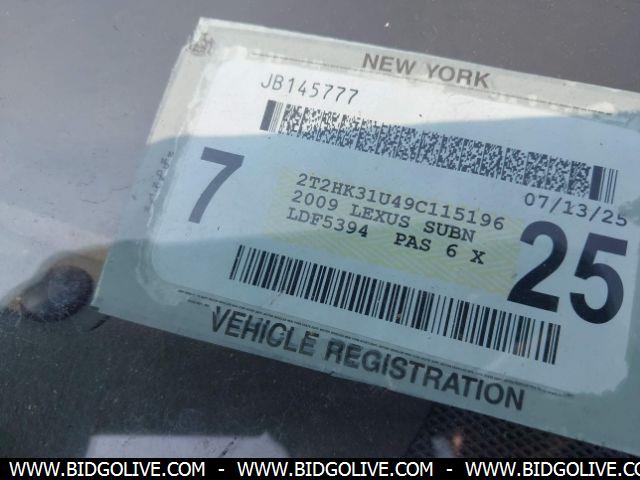 NEW YORK
JB145777
7
2T2HK31U49C115196 07/13/25
2009 LEXUS SUBN
LDF5394 PAS 6 X
25
VEHICLE REGISTRATION
WWW.BIDGOLIVE.COM - WWW.BIDGOLIVE.COM - WWW.BIDGOLIVE.COM